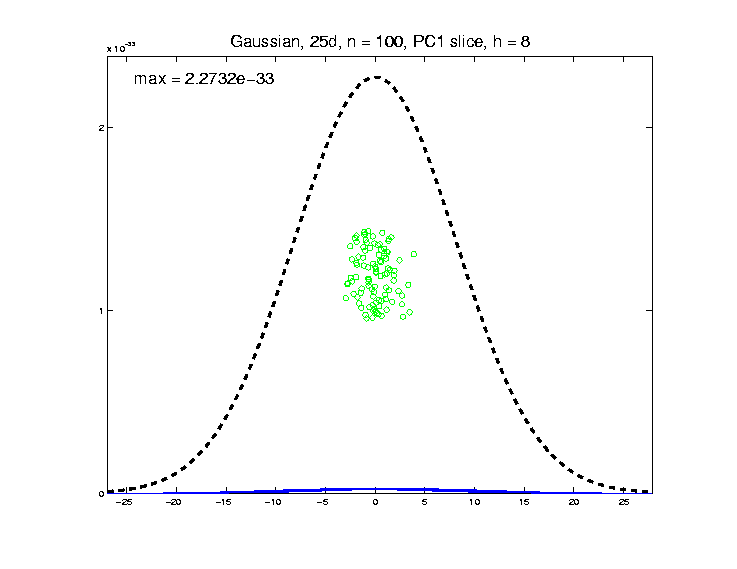 Gaussian, 25d, n = 100, PC1 slice, h = 8
x 10⁻³³
max = 2.2732e−33
2
1
0
−25 −20 −15 −10 −5 0 5 10 15 20 25